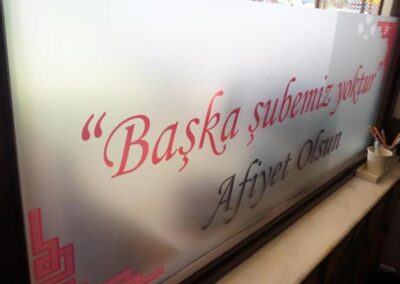 “Başka şubemiz yoktur”
Afiyet Olsun